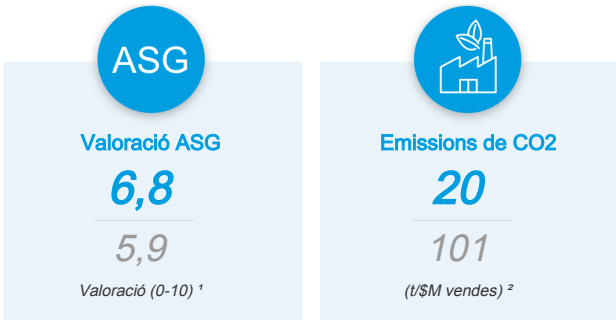 ASG
Valoració ASG
6,8
5,9
Valoració (0-10) ¹
Emissions de CO2
20
101
(t/$M vendes) ²